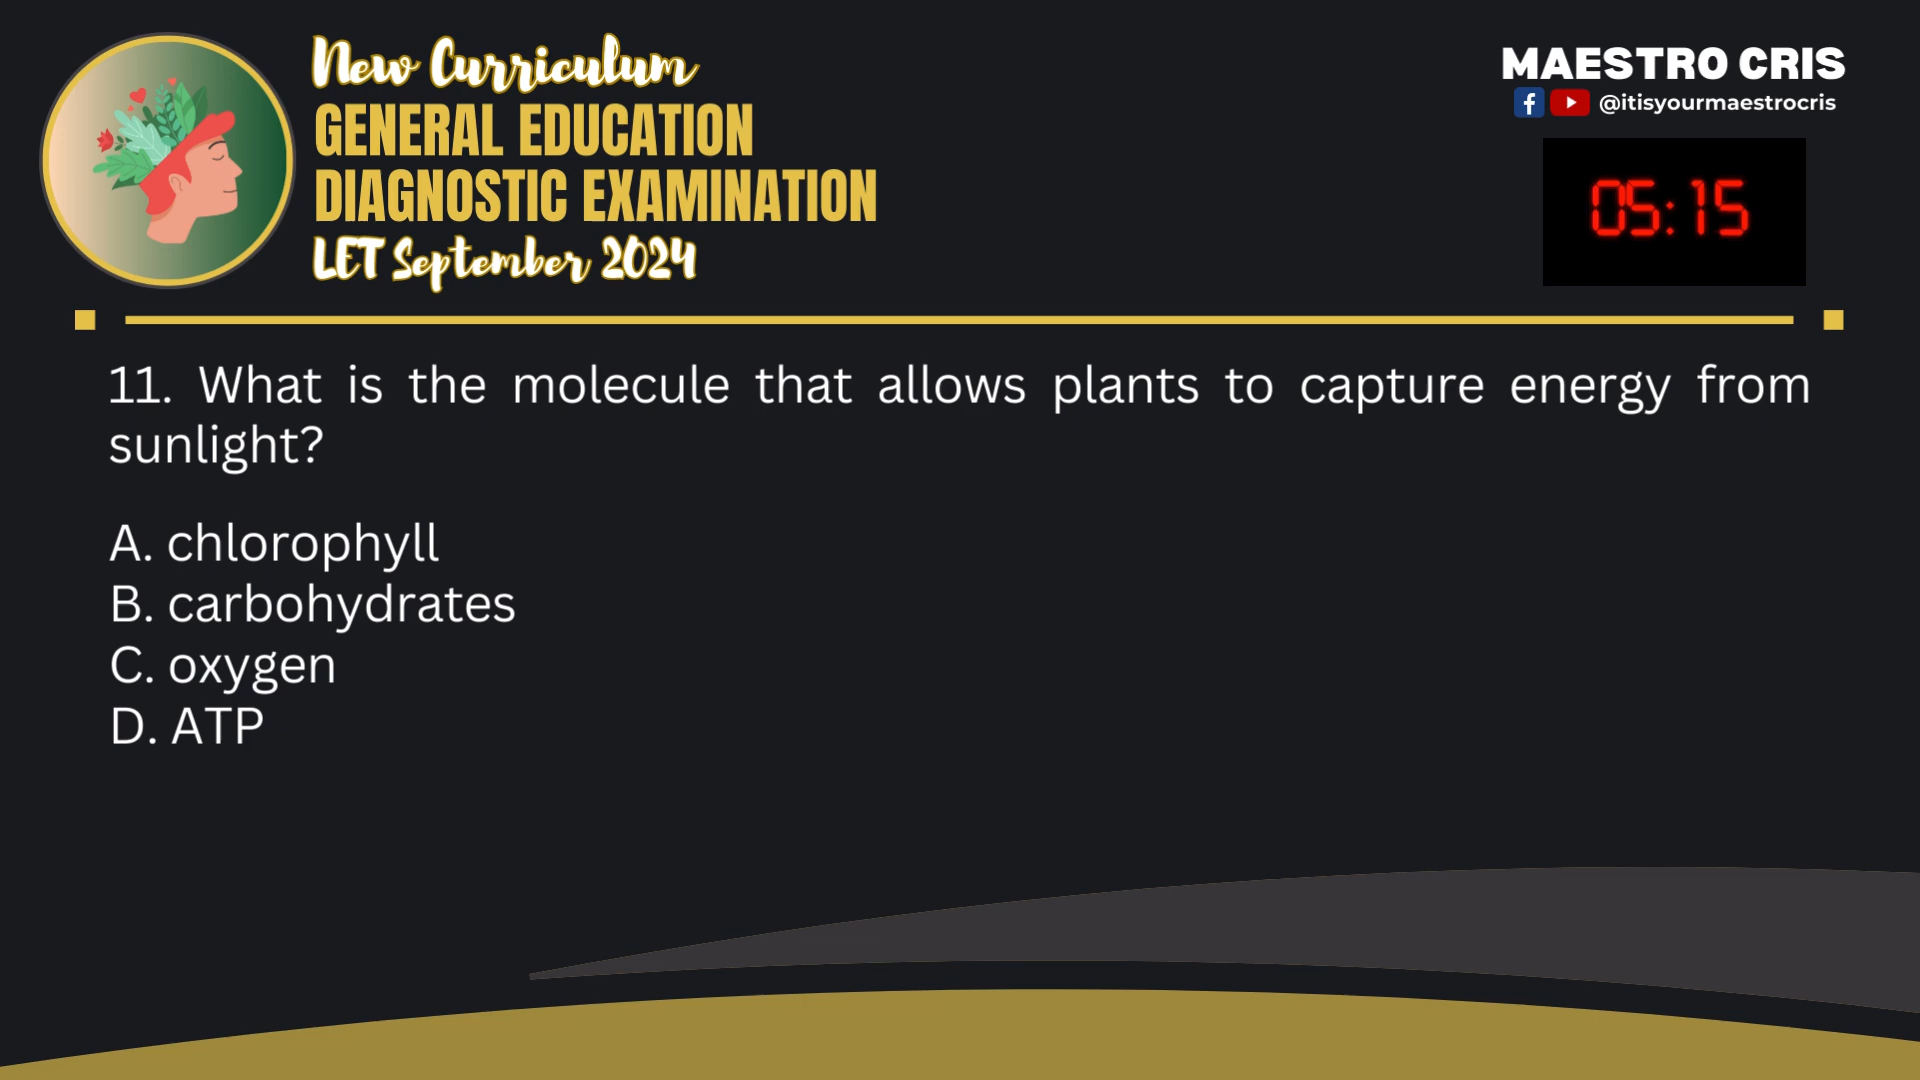 New Curriculum
GENERAL EDUCATION
DIAGNOSTIC EXAMINATION
LET September 2024
MAESTRO CRIS
@itisyourmaestrocris
05:15
11. What is the molecule that allows plants to capture energy from
sunlight?
A. chlorophyll
B. carbohydrates
C. oxygen
D. ATP